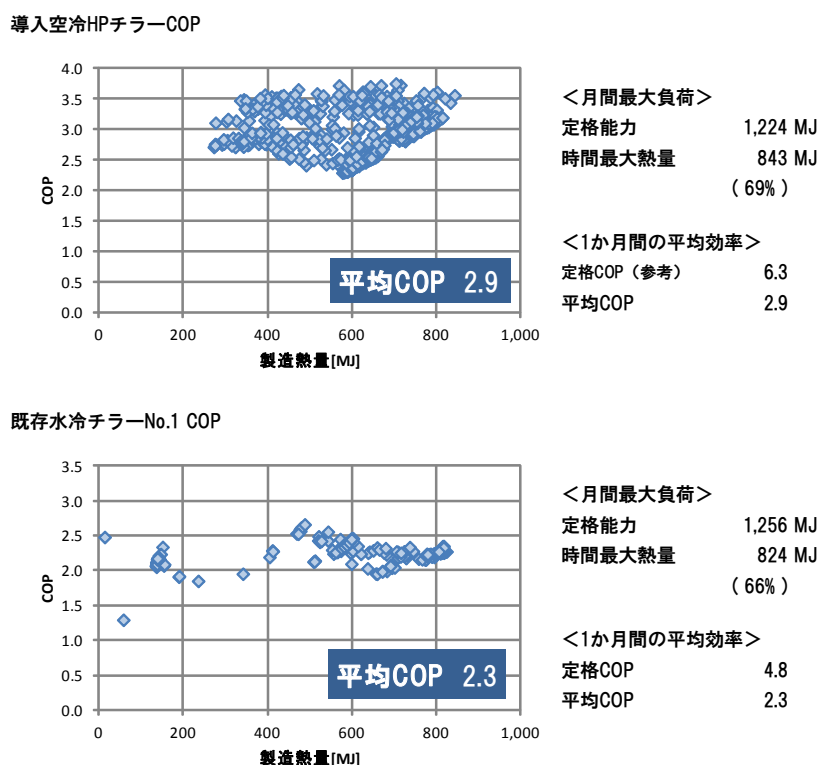 導入空冷HPチラーCOP
4.0
3.5
3.0
2.5
2.0
1.5
1.0
0.5
0.0
COP
0
200
400
600
800
1,000
製造熱量[MJ]
平均COP 2.9
＜月間最大負荷＞
定格能力 1,224 MJ
時間最大熱量 843 MJ
( 69% )
＜1か月間の平均効率＞
定格COP（参考） 6.3
平均COP 2.9
既存水冷チラーNo.1 COP
3.5
3.0
2.5
2.0
1.5
1.0
0.5
0.0
COP
0
200
400
600
800
1,000
製造熱量[MJ]
平均COP 2.3
＜月間最大負荷＞
定格能力 1,256 MJ
時間最大熱量 824 MJ
( 66% )
＜1か月間の平均効率＞
定格COP 4.8
平均COP 2.3